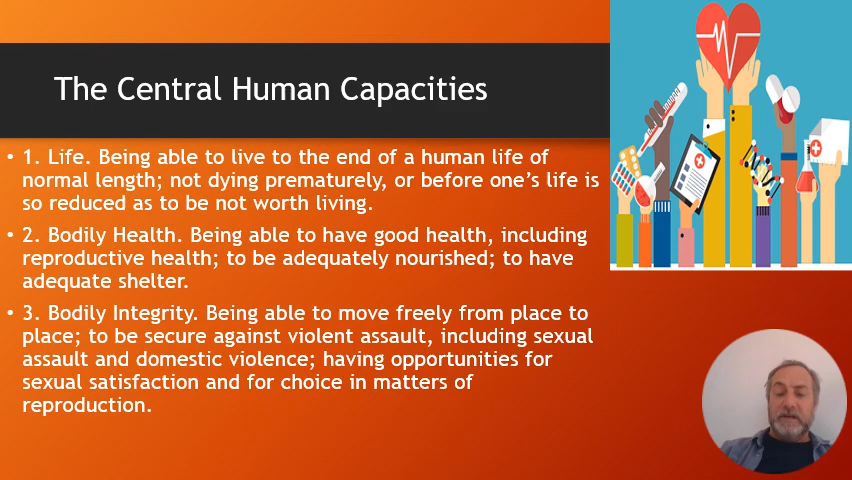 The Central Human Capacities
• 1. Life. Being able to live to the end of a human life of
normal length; not dying prematurely, or before one’s life is
so reduced as to be not worth living.
• 2. Bodily Health. Being able to have good health, including
reproductive health; to be adequately nourished; to have
adequate shelter.
• 3. Bodily Integrity. Being able to move freely from place to
place; to be secure against violent assault, including sexual
assault and domestic violence; having opportunities for
sexual satisfaction and for choice in matters of
reproduction.